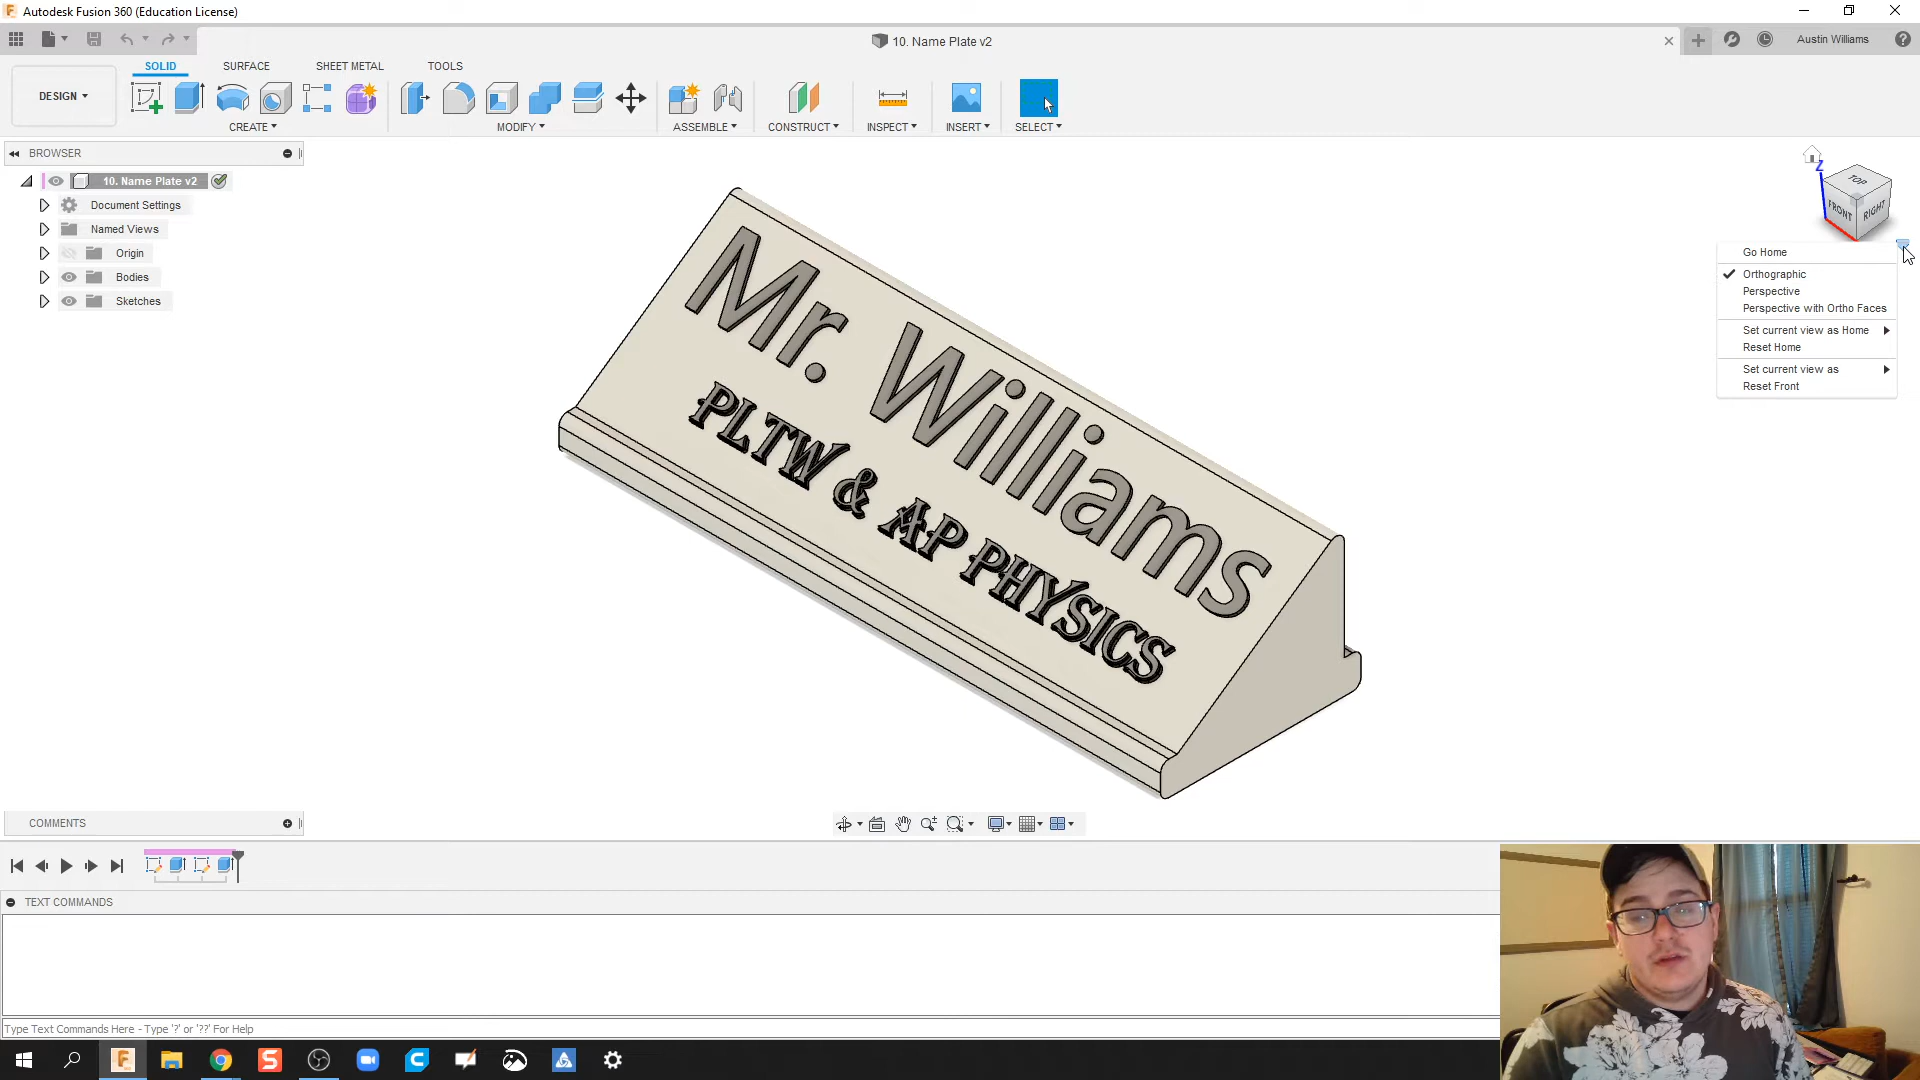 Autodesk Fusion 360 (Education License)
10. Name Plate v2
Austin Williams
DESIGN
SOLID
SURFACE
SHEET METAL
TOOLS
CREATE
MODIFY
ASSEMBLE
CONSTRUCT
INSPECT
INSERT
SELECT
BROWSER
10. Name Plate v2
Document Settings
Named Views
Origin
Bodies
Sketches
Z
TOP
FRONT
RIGHT
Go Home
Orthographic
Perspective
Perspective with Ortho Faces
Set current view as Home
Reset Home
Set current view as
Reset Front
Mr. Williams
PLTW & AP PHYSICS
COMMENTS
TEXT COMMANDS
Type Text Commands Here - Type '?' or '??' For Help